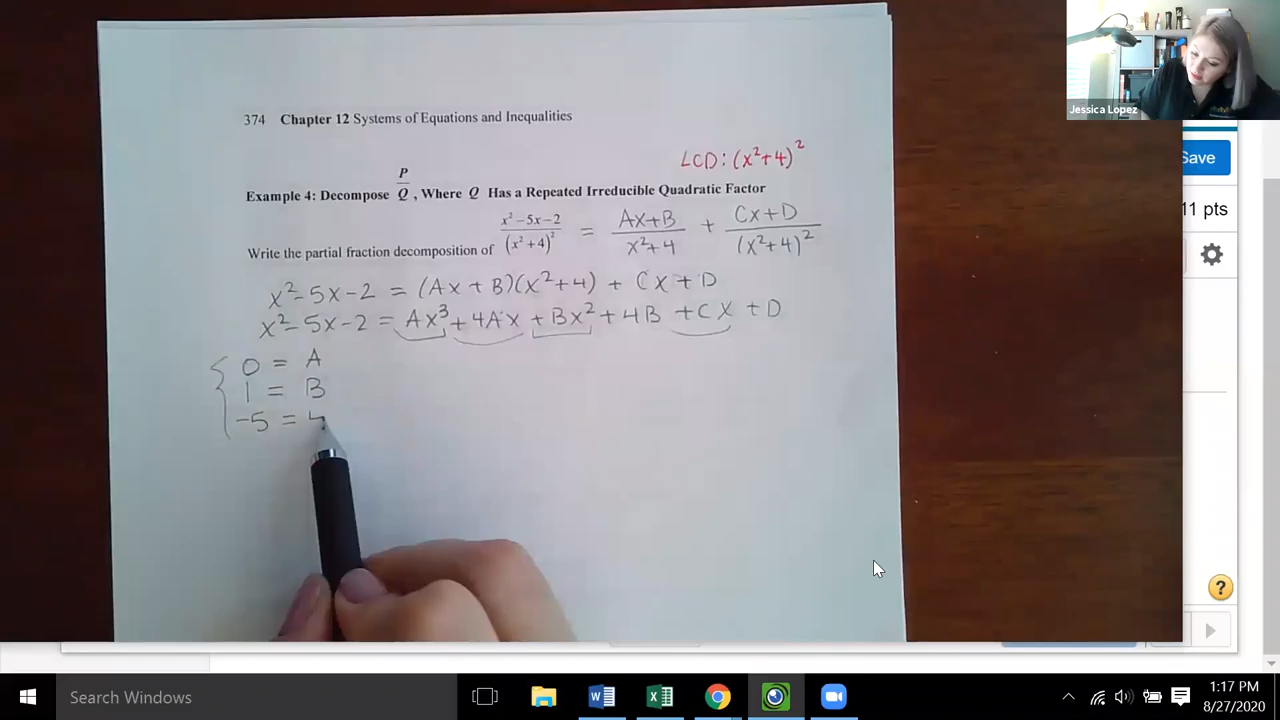 Jessica Lopez
374 Chapter 12 Systems of Equations and Inequalities
LCD: (x²+4)²
Example 4: Decompose P/Q, Where Q Has a Repeated Irreducible Quadratic Factor
Write the partial fraction decomposition of (x²-5x-2)/(x²+4)² = (Ax+B)/(x²+4) + (Cx+D)/(x²+4)²
x²-5x-2 = (Ax+B)(x²+4) + Cx+D
x²-5x-2 = Ax³+4Ax+Bx²+4B+Cx+D
0 = A
1 = B
-5 = 4
Save
11 pts
?
Search Windows
1:17 PM
8/27/2020